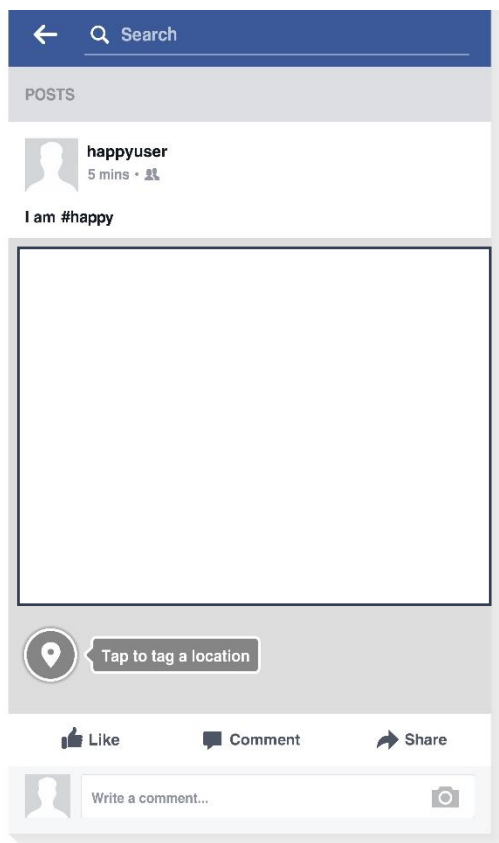 Search
POSTS
happyuser
5 mins •
I am #happy
Tap to tag a location
Like Comment Share
Write a comment...